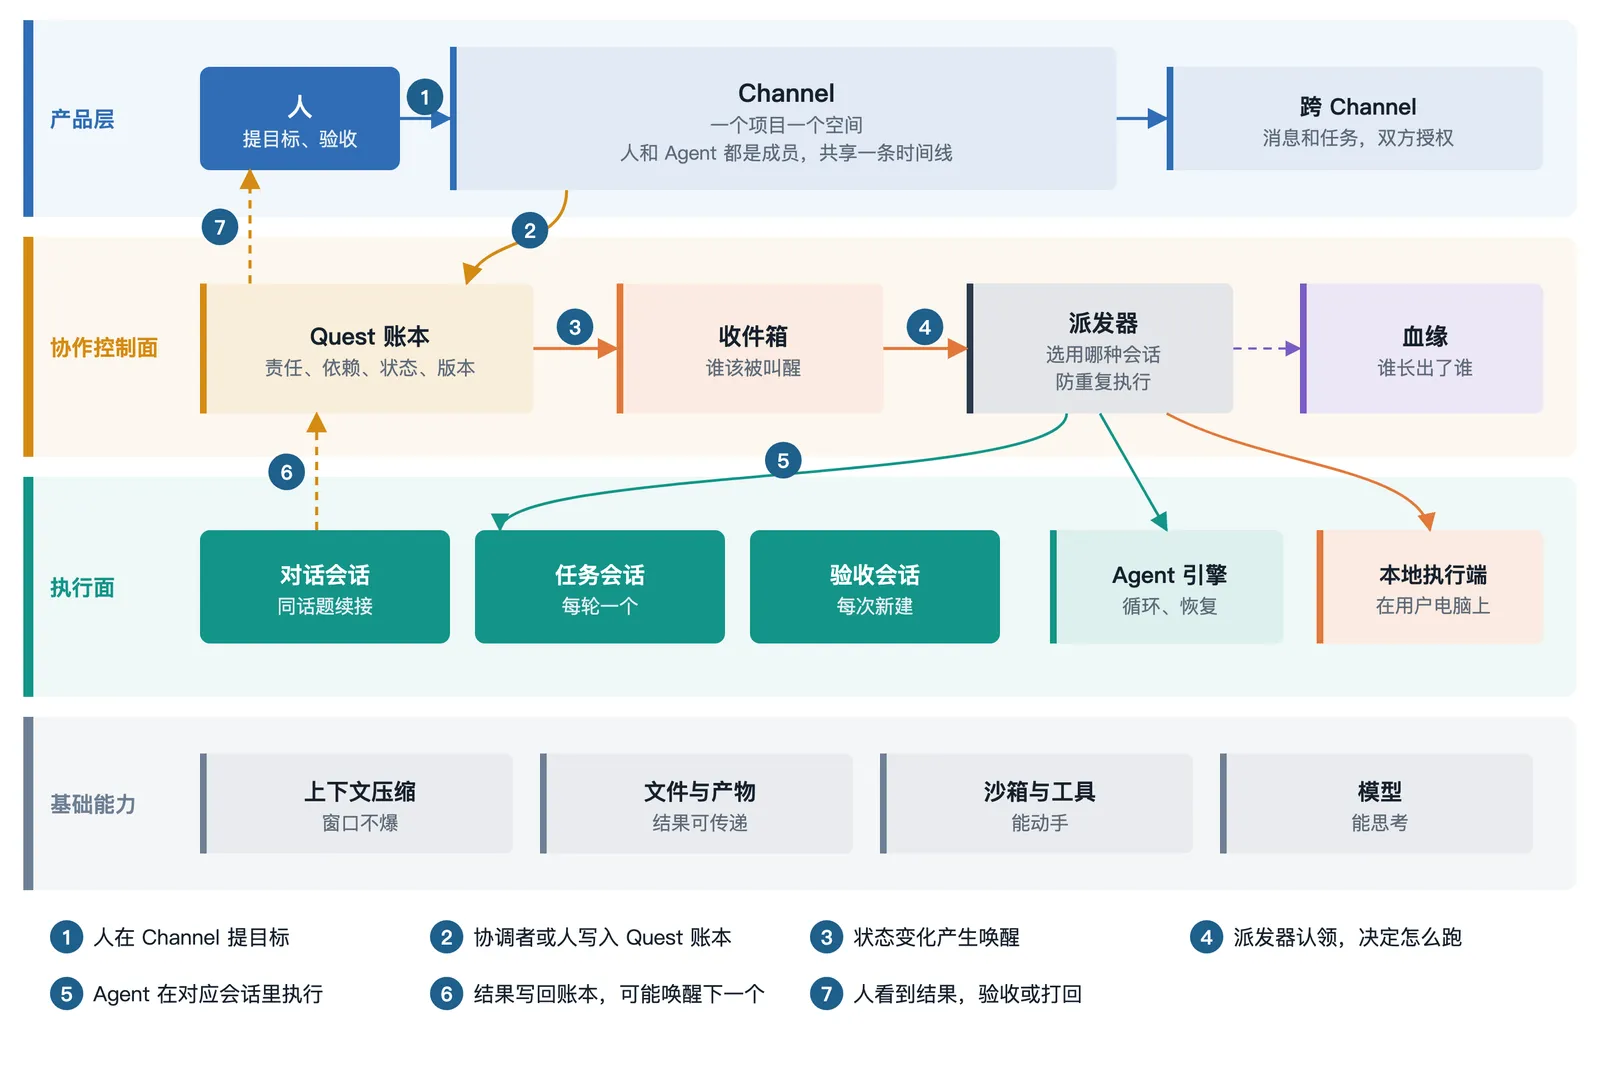 产品层
人
提目标、验收
1
Channel
一个项目一个空间
人和 Agent 都是成员，共享一条时间线
跨 Channel
消息和任务，双方授权
7
2
协作控制面
Quest 账本
责任、依赖、状态、版本
3
收件箱
谁该被叫醒
4
派发器
选用哪种会话
防重复执行
血缘
谁长出了谁
6
5
执行面
对话会话
同话题续接
任务会话
每轮一个
验收会话
每次新建
Agent 引擎
循环、恢复
本地执行端
在用户电脑上
基础能力
上下文压缩
窗口不爆
文件与产物
结果可传递
沙箱与工具
能动手
模型
能思考
1 人在 Channel 提目标
2 协调者或人写入 Quest 账本
3 状态变化产生唤醒
4 派发器认领，决定怎么跑
5 Agent 在对应会话里执行
6 结果写回账本，可能唤醒下一个
7 人看到结果，验收或打回